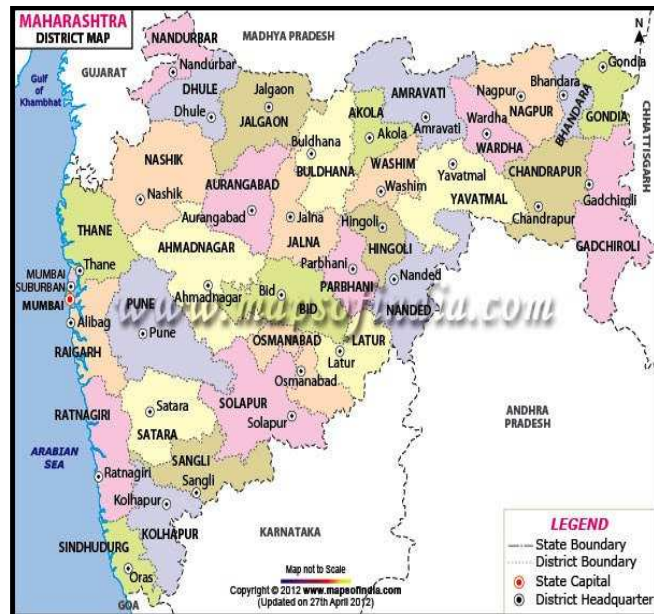 MAHARASHTRA
DISTRICT MAP
N
NANDURBAR
MADHYA PRADESH
Gulf
of
Khambhat
GUJARAT
Nandurbar
DHULE
Dhule
Jalgaon
JALGAON
AKOLA
Akola
AMRAVATI
Amravati
Nagpur
NAGPUR
Bhandara
BHANDARA
Gondia
GONDIA
CHHATTISGARH
Wardha
WARDHA
NASHIK
Nashik
AURANGABAD
Aurangabad
Buldhana
BULDHANA
WASHIM
Washim
Yavatmal
YAVATMAL
CHANDRAPUR
Chandrapur
Gadchiroli
GADCHIROLI
Jalna
JALNA
Hingoli
HINGOLI
THANE
Thane
AHMADNAGAR
Ahmadnagar
MUMBAI
SUBURBAN
MUMBAI
Parbhani
PARBHANI
Nanded
NANDED
Bid
BID
PUNE
Pune
www.mapsofindia.com
Alibag
RAIGARH
OSMANABAD
Osmanabad
LATUR
Latur
RATNAGIRI
Ratnagiri
Satara
SATARA
SOLAPUR
Solapur
ANDHRA
PRADESH
ARABIAN
SEA
SANGLI
Sangli
Kolhapur
KOLHAPUR
SINDHUDURG
Oras
GOA
KARNATAKA
Map not to Scale
Copyright © 2012 www.mapsofindia.com
(Updated on 27th April 2012)
LEGEND
State Boundary
District Boundary
State Capital
District Headquarter